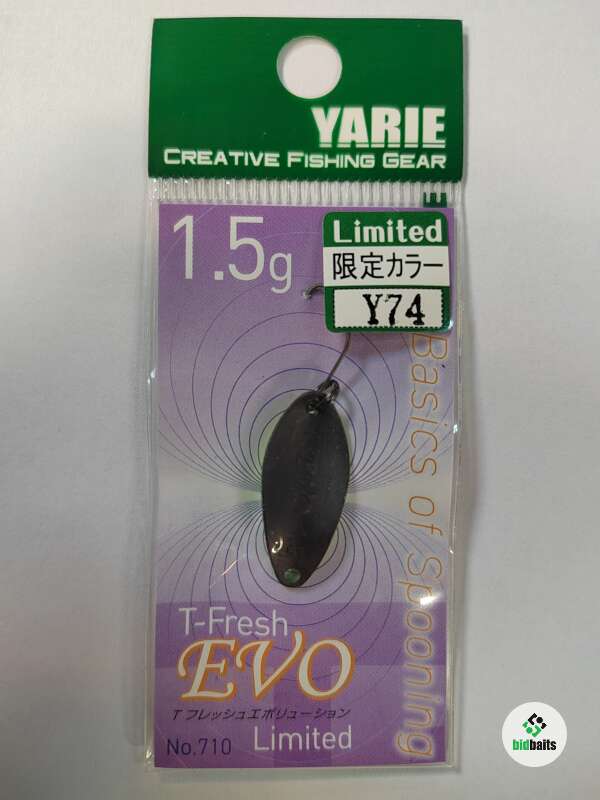 YARIE
CREATIVE FISHING GEAR
1.5g
Limited
限定カラー
Y74
Basics of Spooning
T-Fresh
EVO
T フレッシュエボリューション
No.710 Limited
bidbaits